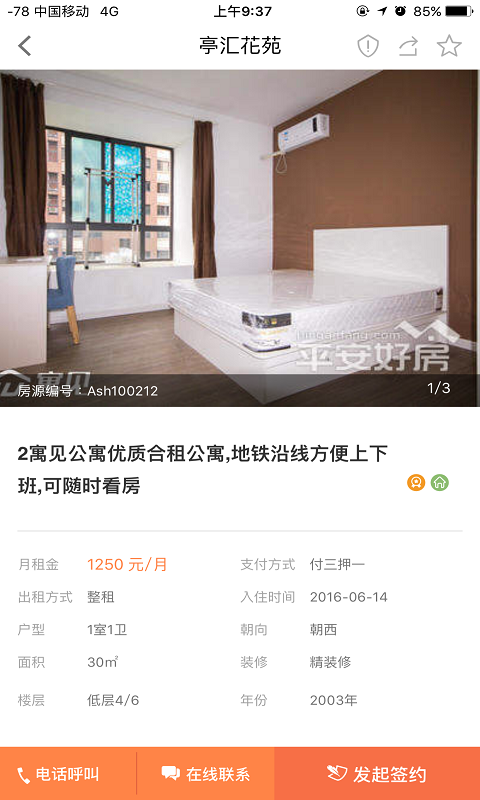 -78 中国移动 4G 上午9:37 85%
亭汇花苑
pinganfang.com
平安好房
寓见
房源编号：Ash100212 1/3
2寓见公寓优质合租公寓,地铁沿线方便上下
班,可随时看房
月租金 1250 元/月 支付方式 付三押一
出租方式 整租 入住时间 2016-06-14
户型 1室1卫 朝向 朝西
面积 30㎡ 装修 精装修
楼层 低层4/6 年份 2003年
电话呼叫 在线联系 发起签约